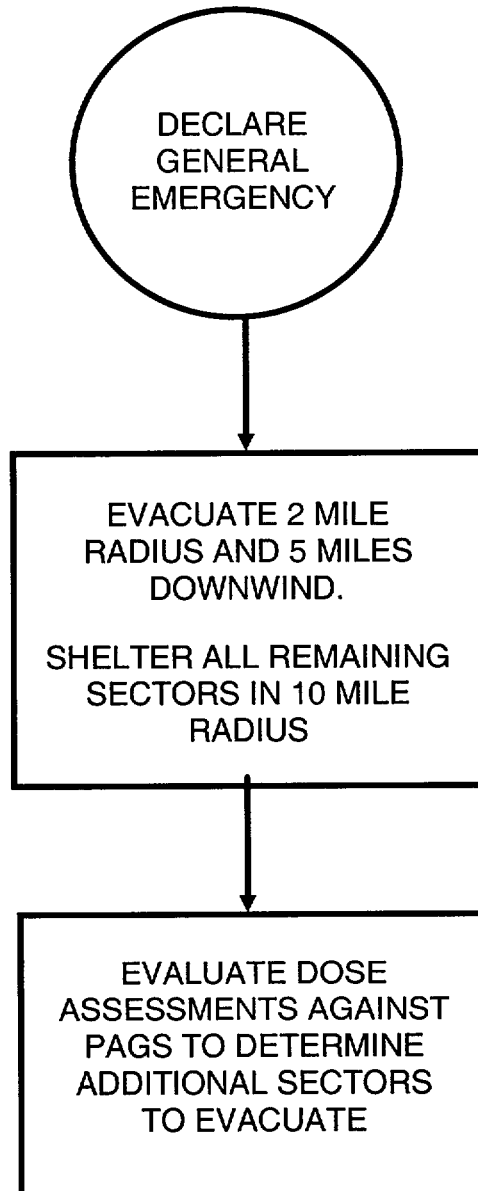 DECLARE
GENERAL
EMERGENCY
EVACUATE 2 MILE
RADIUS AND 5 MILES
DOWNWIND.
SHELTER ALL REMAINING
SECTORS IN 10 MILE
RADIUS
EVALUATE DOSE
ASSESSMENTS AGAINST
PAGS TO DETERMINE
ADDITIONAL SECTORS
TO EVACUATE